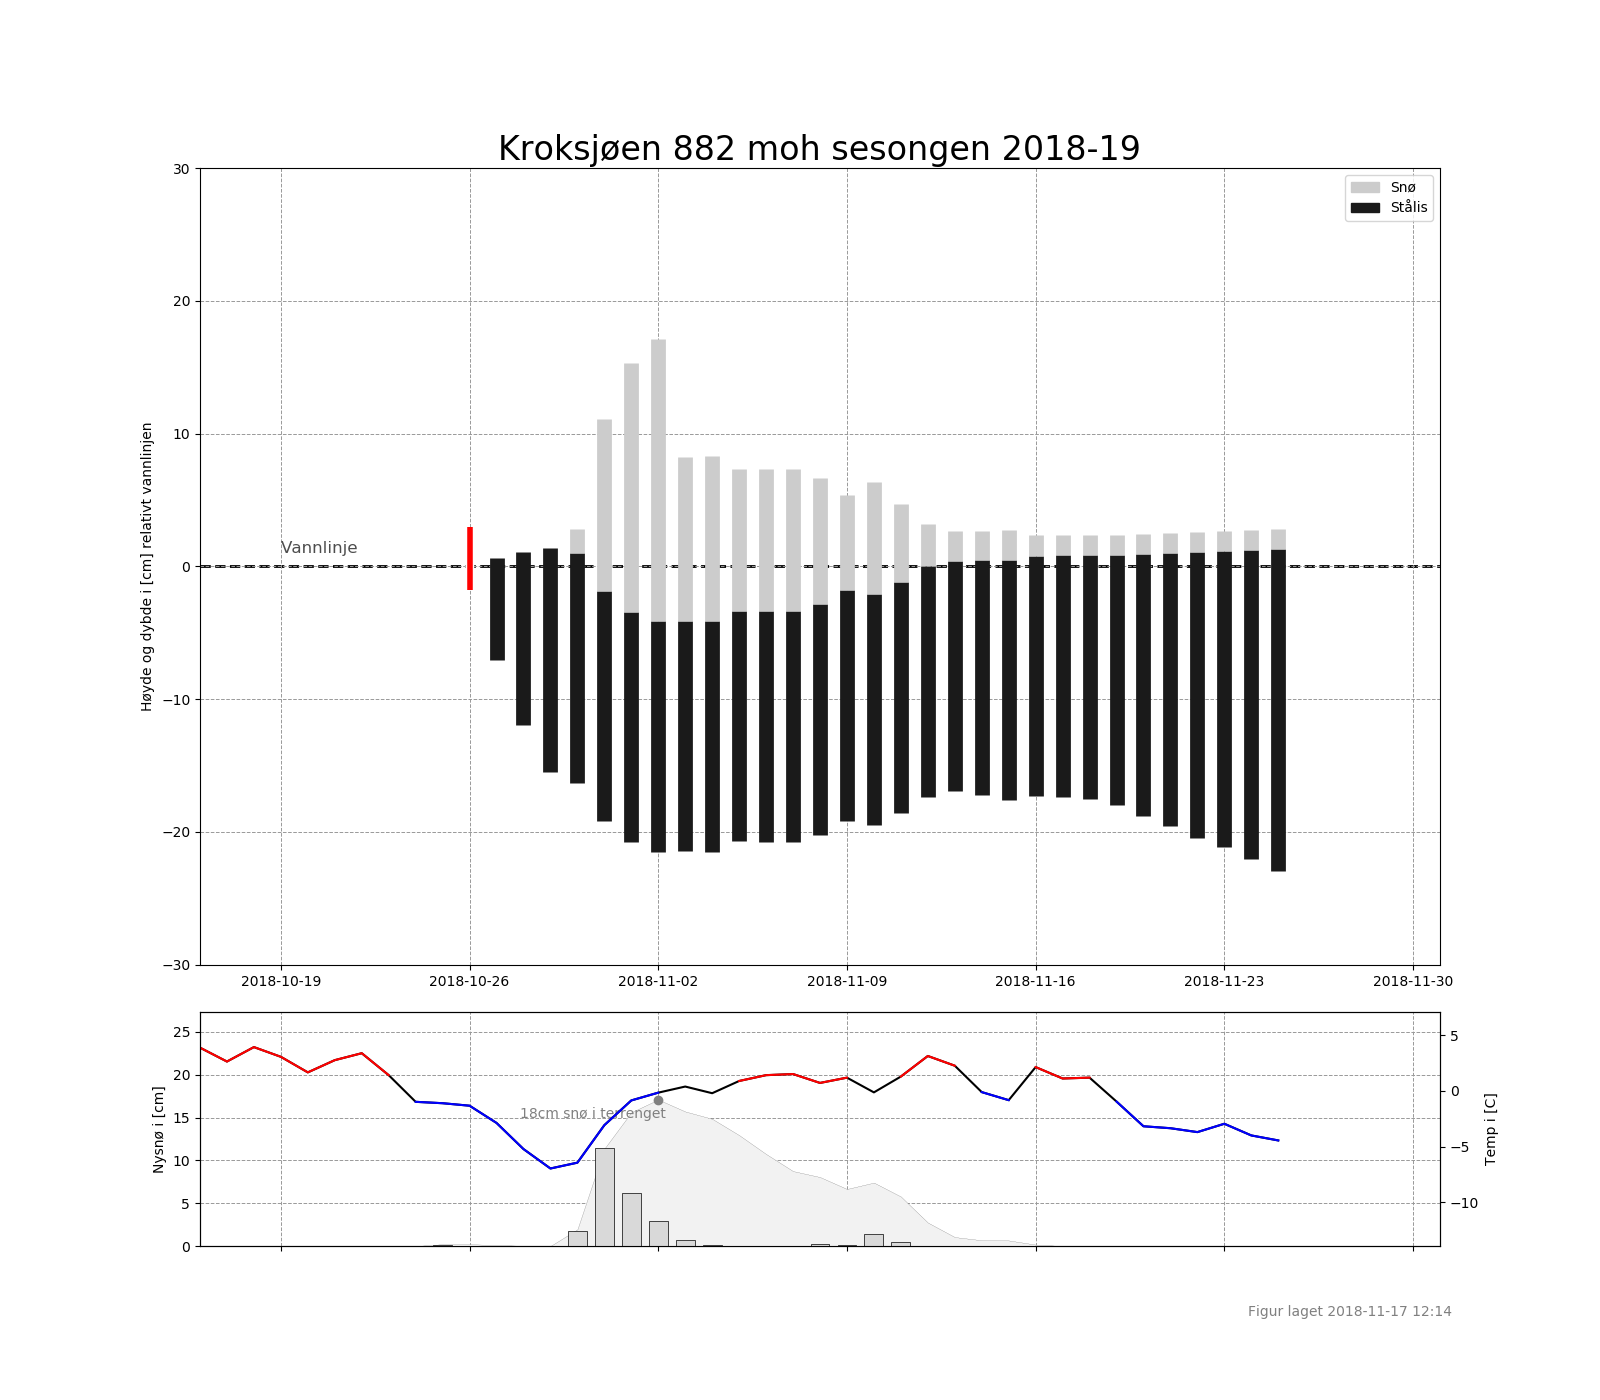 Kroksjøen 882 moh sesongen 2018-19
Snø
Stålis
Høyde og dybde i [cm] relativt vannlinjen
30
20
10
0
−10
−20
−30
Vannlinje
2018-10-19 2018-10-26 2018-11-02 2018-11-09 2018-11-16 2018-11-23 2018-11-30
Nysnø i [cm]
25
20
15
10
5
0
18cm snø i terrenget
5
0
−5
−10
Temp i [C]
Figur laget 2018-11-17 12:14